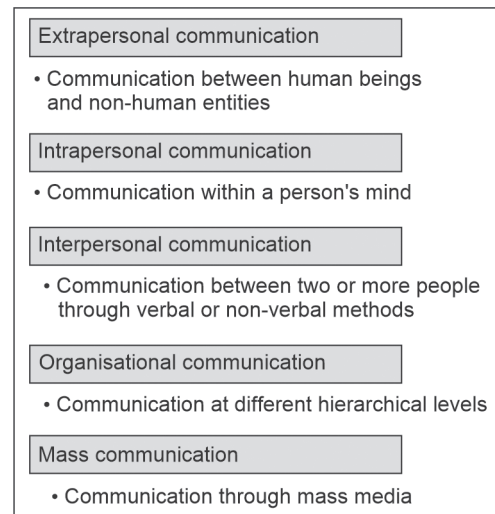 Extrapersonal communication
• Communication between human beings
and non-human entities
Intrapersonal communication
• Communication within a person's mind
Interpersonal communication
• Communication between two or more people
through verbal or non-verbal methods
Organisational communication
• Communication at different hierarchical levels
Mass communication
• Communication through mass media